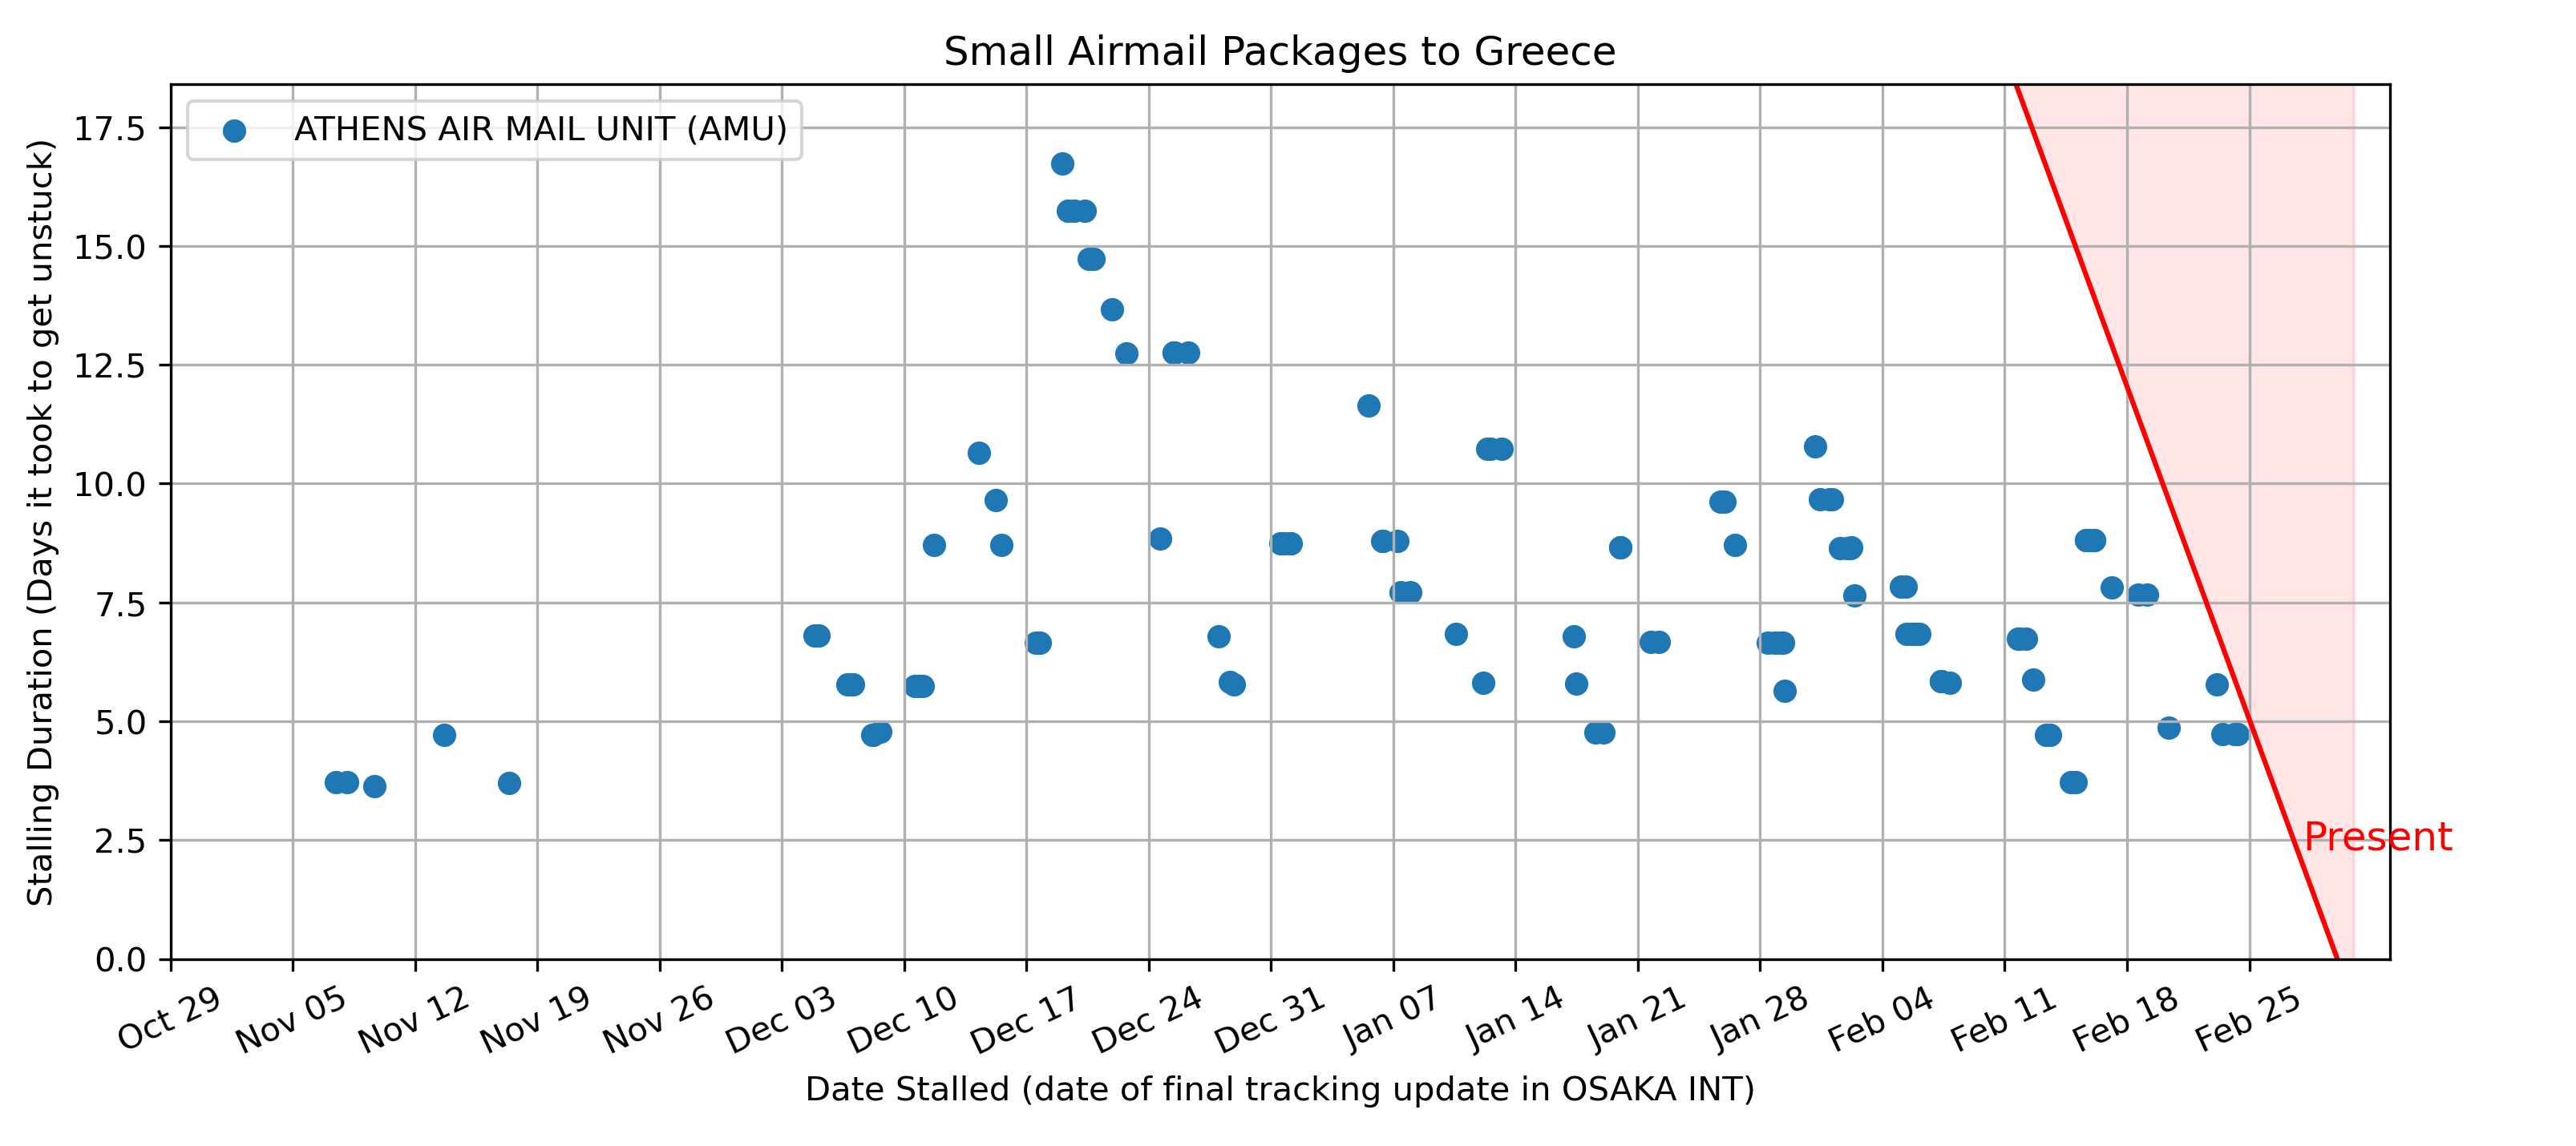 Small Airmail Packages to Greece
ATHENS AIR MAIL UNIT (AMU)
Stalling Duration (Days it took to get unstuck)
17.5
15.0
12.5
10.0
7.5
5.0
2.5
0.0
Present
Oct 29
Nov 05
Nov 12
Nov 19
Nov 26
Dec 03
Dec 10
Dec 17
Dec 24
Dec 31
Jan 07
Jan 14
Jan 21
Jan 28
Feb 04
Feb 11
Feb 18
Feb 25
Date Stalled (date of final tracking update in OSAKA INT)